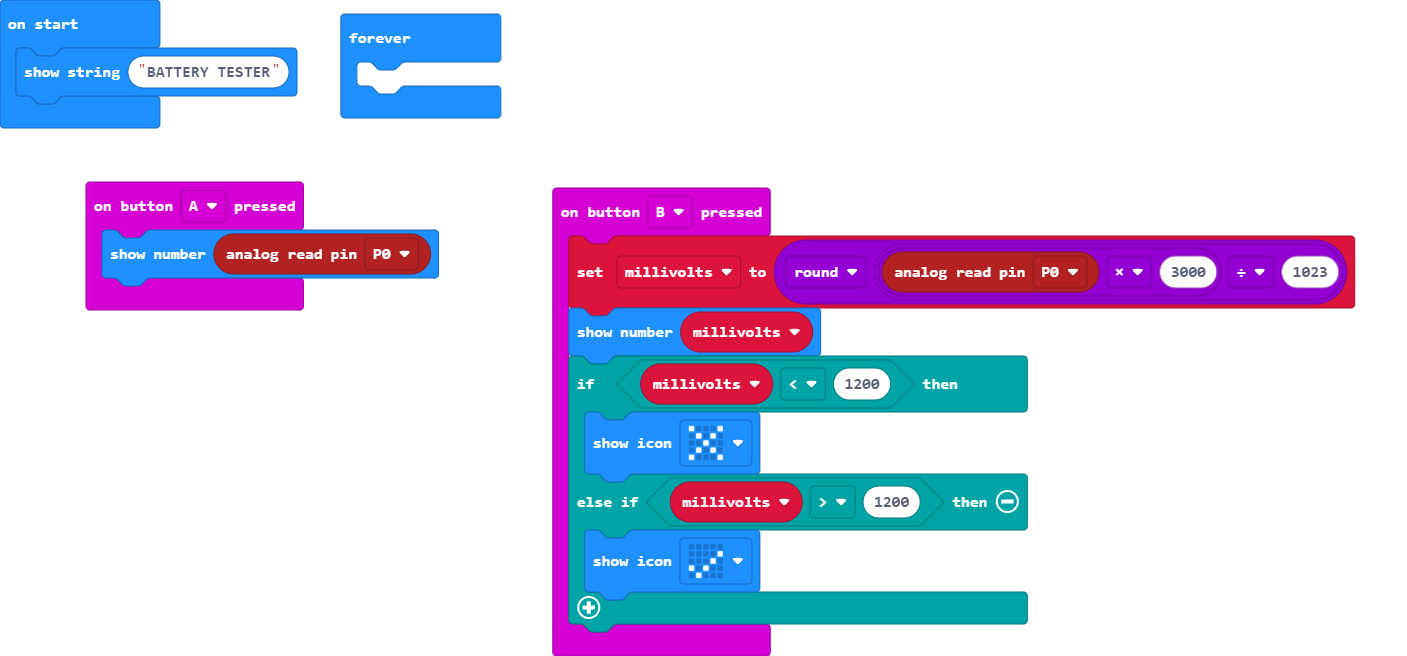 on start
show string "BATTERY TESTER"
forever
on button A pressed
show number analog read pin P0
on button B pressed
set millivolts to round analog read pin P0 × 3000 ÷ 1023
show number millivolts
if millivolts < 1200 then
show icon
else if millivolts > 1200 then
show icon